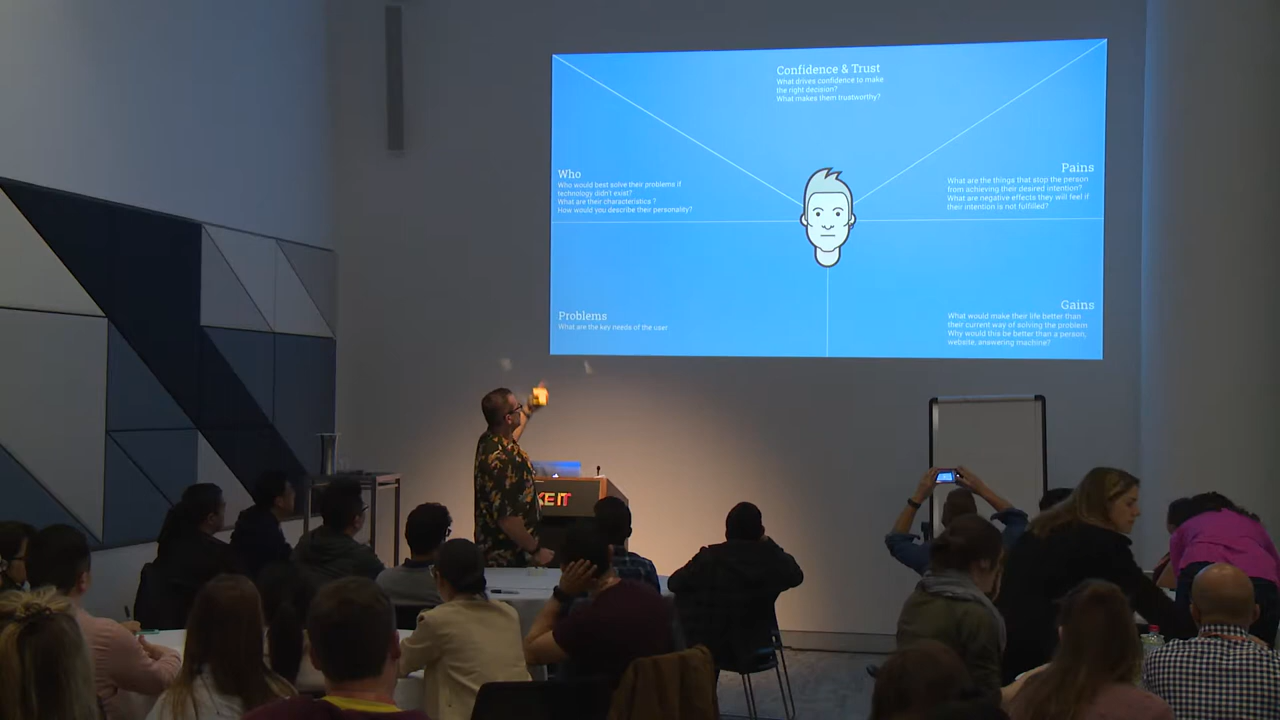 Confidence & Trust
What drives confidence to make
the right decision?
What makes them trustworthy?
Who
Who would best solve their problems if
technology didn't exist?
What are their characteristics ?
How would you describe their personality?
Pains
What are the things that stop the person
from achieving their desired intention?
What are negative effects they will feel if
their intention is not fulfilled?
Problems
What are the key needs of the user
Gains
What would make their life better than
their current way of solving the problem
Why would this be better than a person,
website, answering machine?
KE IT